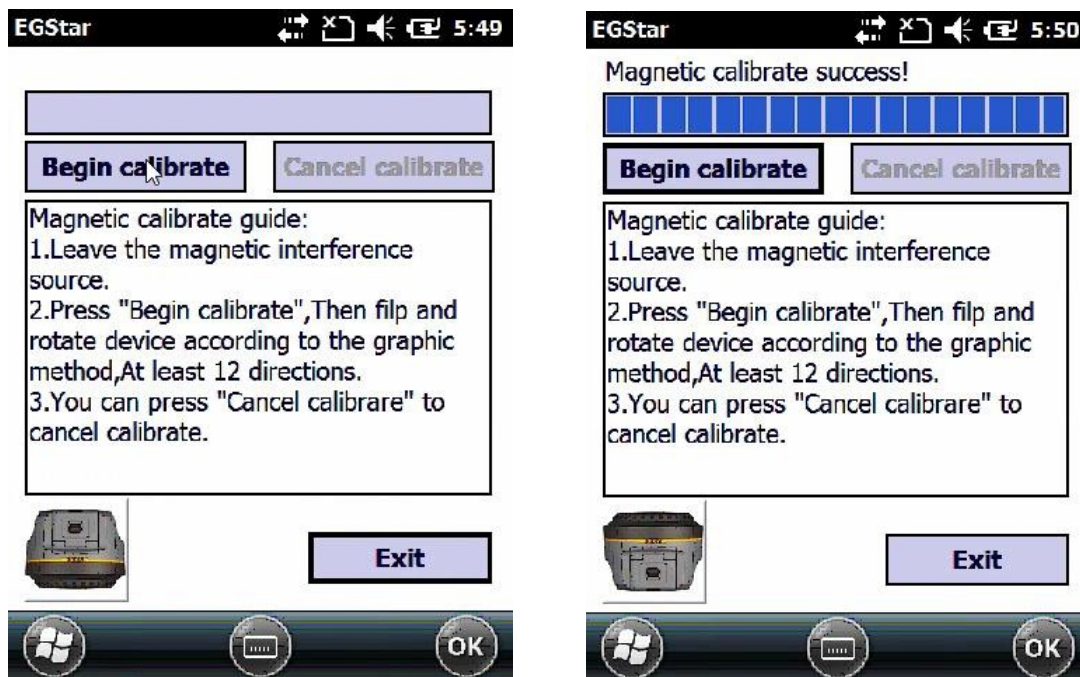 EGStar 5:49
Begin calibrate Cancel calibrate
Magnetic calibrate guide:
1.Leave the magnetic interference
source.
2.Press "Begin calibrate",Then filp and
rotate device according to the graphic
method,At least 12 directions.
3.You can press "Cancel calibrare" to
cancel calibrate.
Exit
OK
EGStar 5:50
Magnetic calibrate success!
Begin calibrate Cancel calibrate
Magnetic calibrate guide:
1.Leave the magnetic interference
source.
2.Press "Begin calibrate",Then filp and
rotate device according to the graphic
method,At least 12 directions.
3.You can press "Cancel calibrare" to
cancel calibrate.
Exit
OK